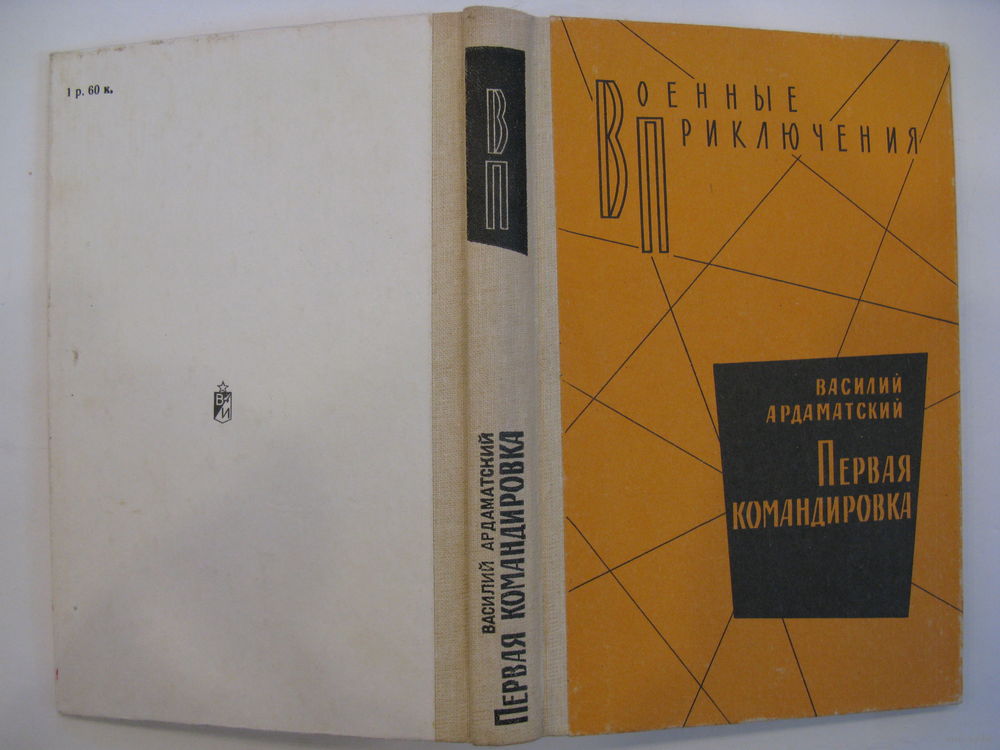 1 р. 60 к.
ВИ
ВП
ВАСИЛИЙ АРДАМАТСКИЙ
ПЕРВАЯ КОМАНДИРОВКА
ВОЕННЫЕ
ПРИКЛЮЧЕНИЯ
ВАСИЛИЙ
АРДАМАТСКИЙ
ПЕРВАЯ
КОМАНДИРОВКА